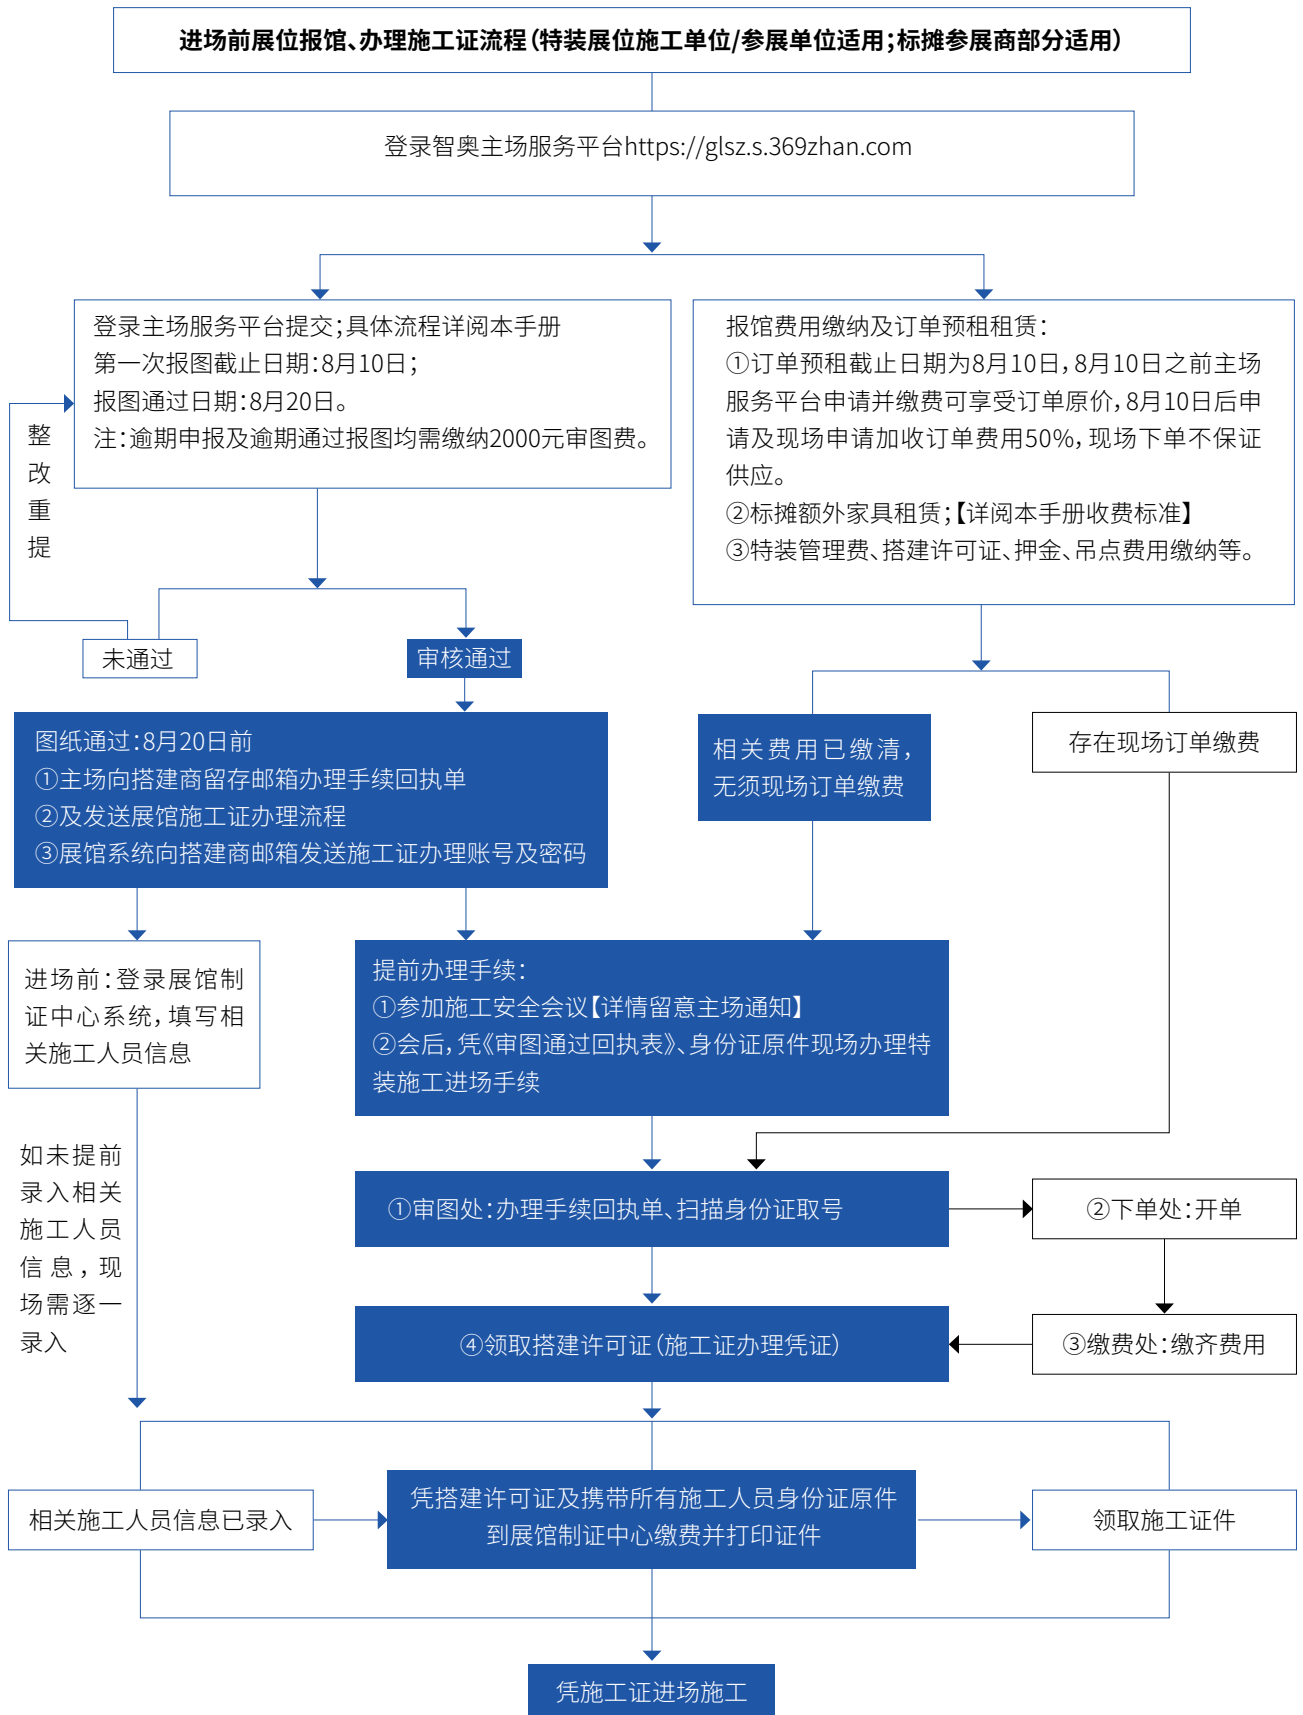 进场前展位报馆、办理施工证流程(特装展位施工单位/参展单位适用;标摊参展商部分适用)
登录智奥主场服务平台https://glsz.s.369zhan.com
登录主场服务平台提交;具体流程详阅本手册
第一次报图截止日期:8月10日;
报图通过日期:8月20日。
注:逾期申报及逾期通过报图均需缴纳2000元审图费。
整
改
重
提
报馆费用缴纳及订单预租租赁:
①订单预租截止日期为8月10日,8月10日之前主场
服务平台申请并缴费可享受订单原价,8月10日后申
请及现场申请加收订单费用50%,现场下单不保证
供应。
②标摊额外家具租赁;【详阅本手册收费标准】
③特装管理费、搭建许可证、押金、吊点费用缴纳等。
未通过
审核通过
图纸通过:8月20日前
①主场向搭建商留存邮箱办理手续回执单
②及发送展馆施工证办理流程
③展馆系统向搭建商邮箱发送施工证办理账号及密码
相关费用已缴清,
无须现场订单缴费
存在现场订单缴费
进场前:登录展馆制
证中心系统,填写相
关施工人员信息
提前办理手续:
①参加施工安全会议【详情留意主场通知】
②会后,凭《审图通过回执表》、身份证原件现场办理特
装施工进场手续
如未提前
录入相关
施工人员
信息,现
场需逐一
录入
①审图处:办理手续回执单、扫描身份证取号
②下单处:开单
④领取搭建许可证(施工证办理凭证)
③缴费处:缴齐费用
相关施工人员信息已录入
凭搭建许可证及携带所有施工人员身份证原件
到展馆制证中心缴费并打印证件
领取施工证件
凭施工证进场施工